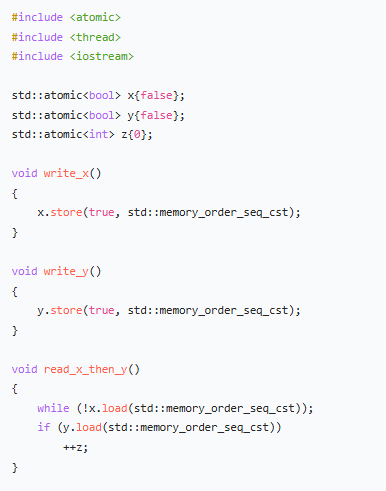 #include <atomic>
#include <thread>
#include <iostream>

std::atomic<bool> x{false};
std::atomic<bool> y{false};
std::atomic<int> z{0};

void write_x()
{
    x.store(true, std::memory_order_seq_cst);
}

void write_y()
{
    y.store(true, std::memory_order_seq_cst);
}

void read_x_then_y()
{
    while (!x.load(std::memory_order_seq_cst));
    if (y.load(std::memory_order_seq_cst))
        ++z;
}